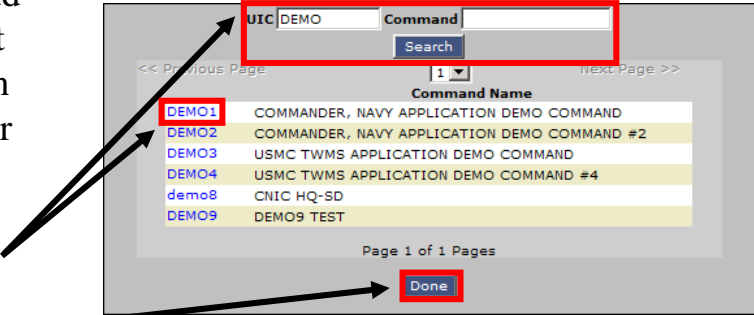 UIC DEMO Command
Search
<< Previous Page 1 Next Page >>
Command Name
DEMO1 COMMANDER, NAVY APPLICATION DEMO COMMAND
DEMO2 COMMANDER, NAVY APPLICATION DEMO COMMAND #2
DEMO3 USMC TWMS APPLICATION DEMO COMMAND
DEMO4 USMC TWMS APPLICATION DEMO COMMAND #4
demo8 CNIC HQ-SD
DEMO9 DEMO9 TEST
Page 1 of 1 Pages
Done